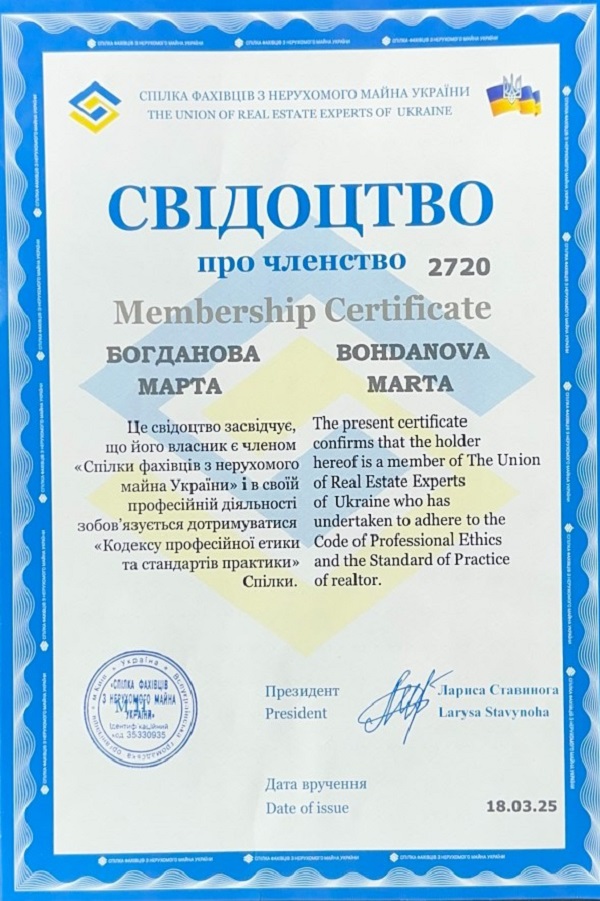 СПІЛКА ФАХІВЦІВ З НЕРУХОМОГО МАЙНА УКРАЇНИ
THE UNION OF REAL ESTATE EXPERTS OF UKRAINE
СВІДОЦТВО
про членство 2720
Membership Certificate
БОГДАНОВА
МАРТА
BOHDANOVA
MARTA
Це свідоцтво засвідчує,
що його власник є членом
«Спілки фахівців з нерухомого
майна України» і в своїй
професійній діяльності
зобов’язується дотримуватися
«Кодексу професійної етики
та стандартів практики»
Спілки.
The present certificate
confirms that the holder
hereof is a member of The Union
of Real Estate Experts
of Ukraine who has
undertaken to adhere to the
Code of Professional Ethics
and the Standard of Practice
of realtor.
Україна
м.Київ
«СПІЛКА ФАХІВЦІВ
З НЕРУХОМОГО МАЙНА
УКРАЇНИ»
код 35330935
Президент
President
Лариса Ставинога
Larysa Stavynoha
Дата вручення
Date of issue
18.03.25